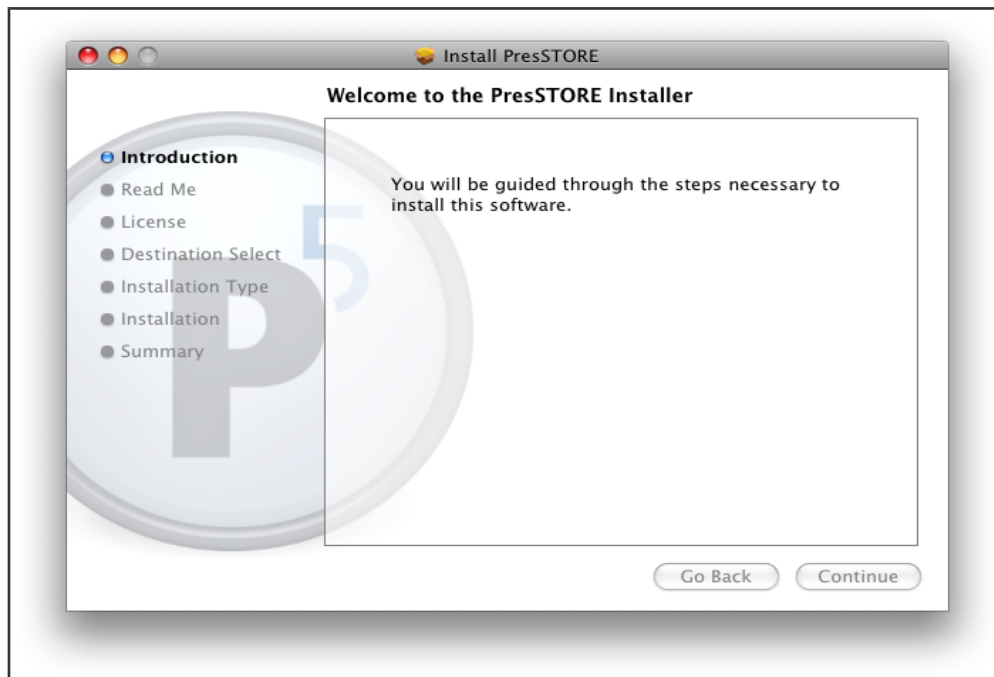 Install PresSTORE
Welcome to the PresSTORE Installer
Introduction
Read Me
License
Destination Select
Installation Type
Installation
Summary
You will be guided through the steps necessary to
install this software.
P5
Go Back
Continue